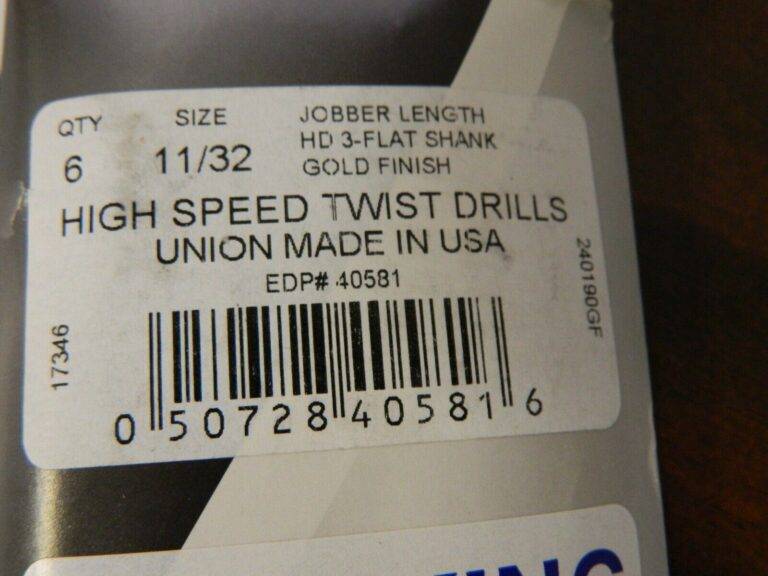 QTY
6
SIZE
11/32
JOBBER LENGTH
HD 3-FLAT SHANK
GOLD FINISH
HIGH SPEED TWIST DRILLS
UNION MADE IN USA
EDP# 40581
17346
240190GF
0 50728 40581 6